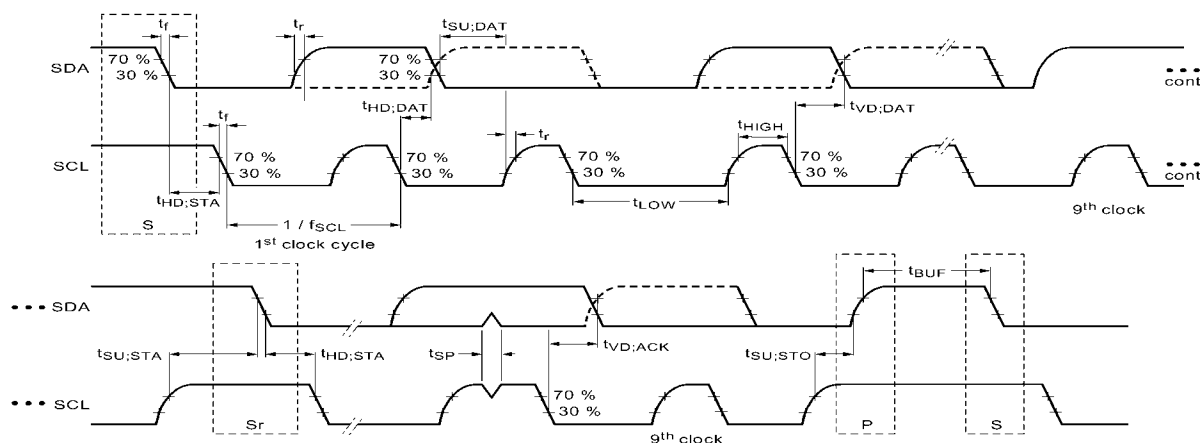 tf
tr
tSU;DAT
SDA
70 %
30 %
70 %
30 %
cont
tHD;DAT
tVD;DAT
tf
tr
tHIGH
SCL
70 %
30 %
70 %
30 %
70 %
30 %
70 %
30 %
cont
tHD;STA
tLOW
S
1 / fSCL
1st clock cycle
9th clock
tBUF
SDA
tSU;STA
tHD;STA
tSP
tVD;ACK
tSU;STO
SCL
70 %
30 %
Sr
9th clock
P
S